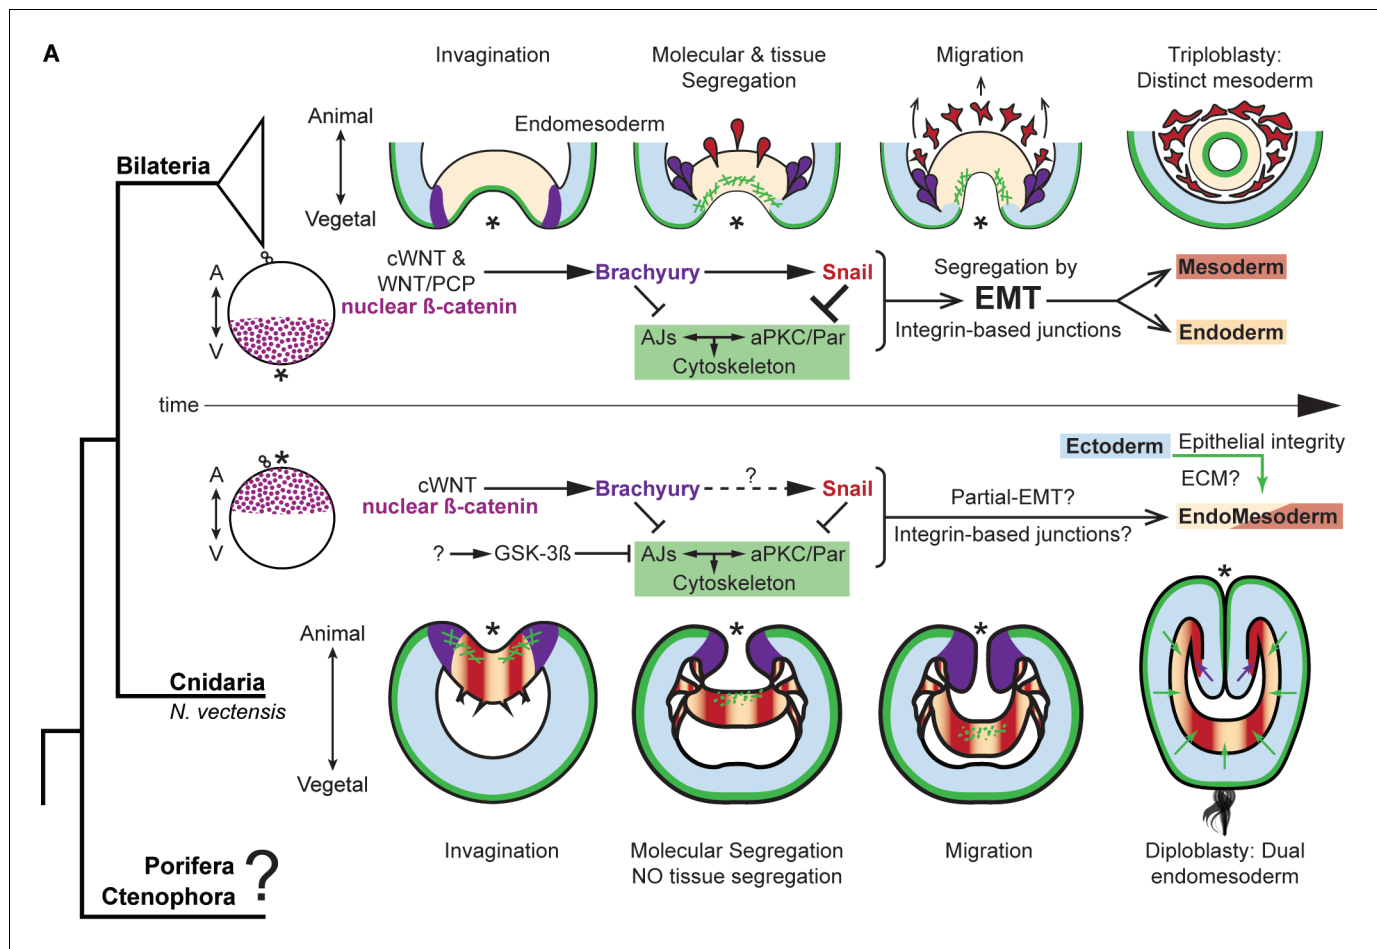 A
Invagination
Molecular & tissue
Segregation
Migration
Triploblasty:
Distinct mesoderm
Animal
Vegetal
Endomesoderm
*
*
*
Bilateria
A
V
*
cWNT &
WNT/PCP
nuclear ß-catenin
Brachyury
Snail
AJs
aPKC/Par
Cytoskeleton
Segregation by
EMT
Integrin-based junctions
Mesoderm
Endoderm
time
A
V
*
cWNT
nuclear ß-catenin
Brachyury
?
Snail
? GSK-3ß
AJs
aPKC/Par
Cytoskeleton
Partial-EMT?
Integrin-based junctions?
Ectoderm
Epithelial integrity
ECM?
EndoMesoderm
Cnidaria
N. vectensis
Animal
Vegetal
*
*
*
*
Invagination
Molecular Segregation
NO tissue segregation
Migration
Diploblasty: Dual
endomesoderm
Porifera
Ctenophora
?